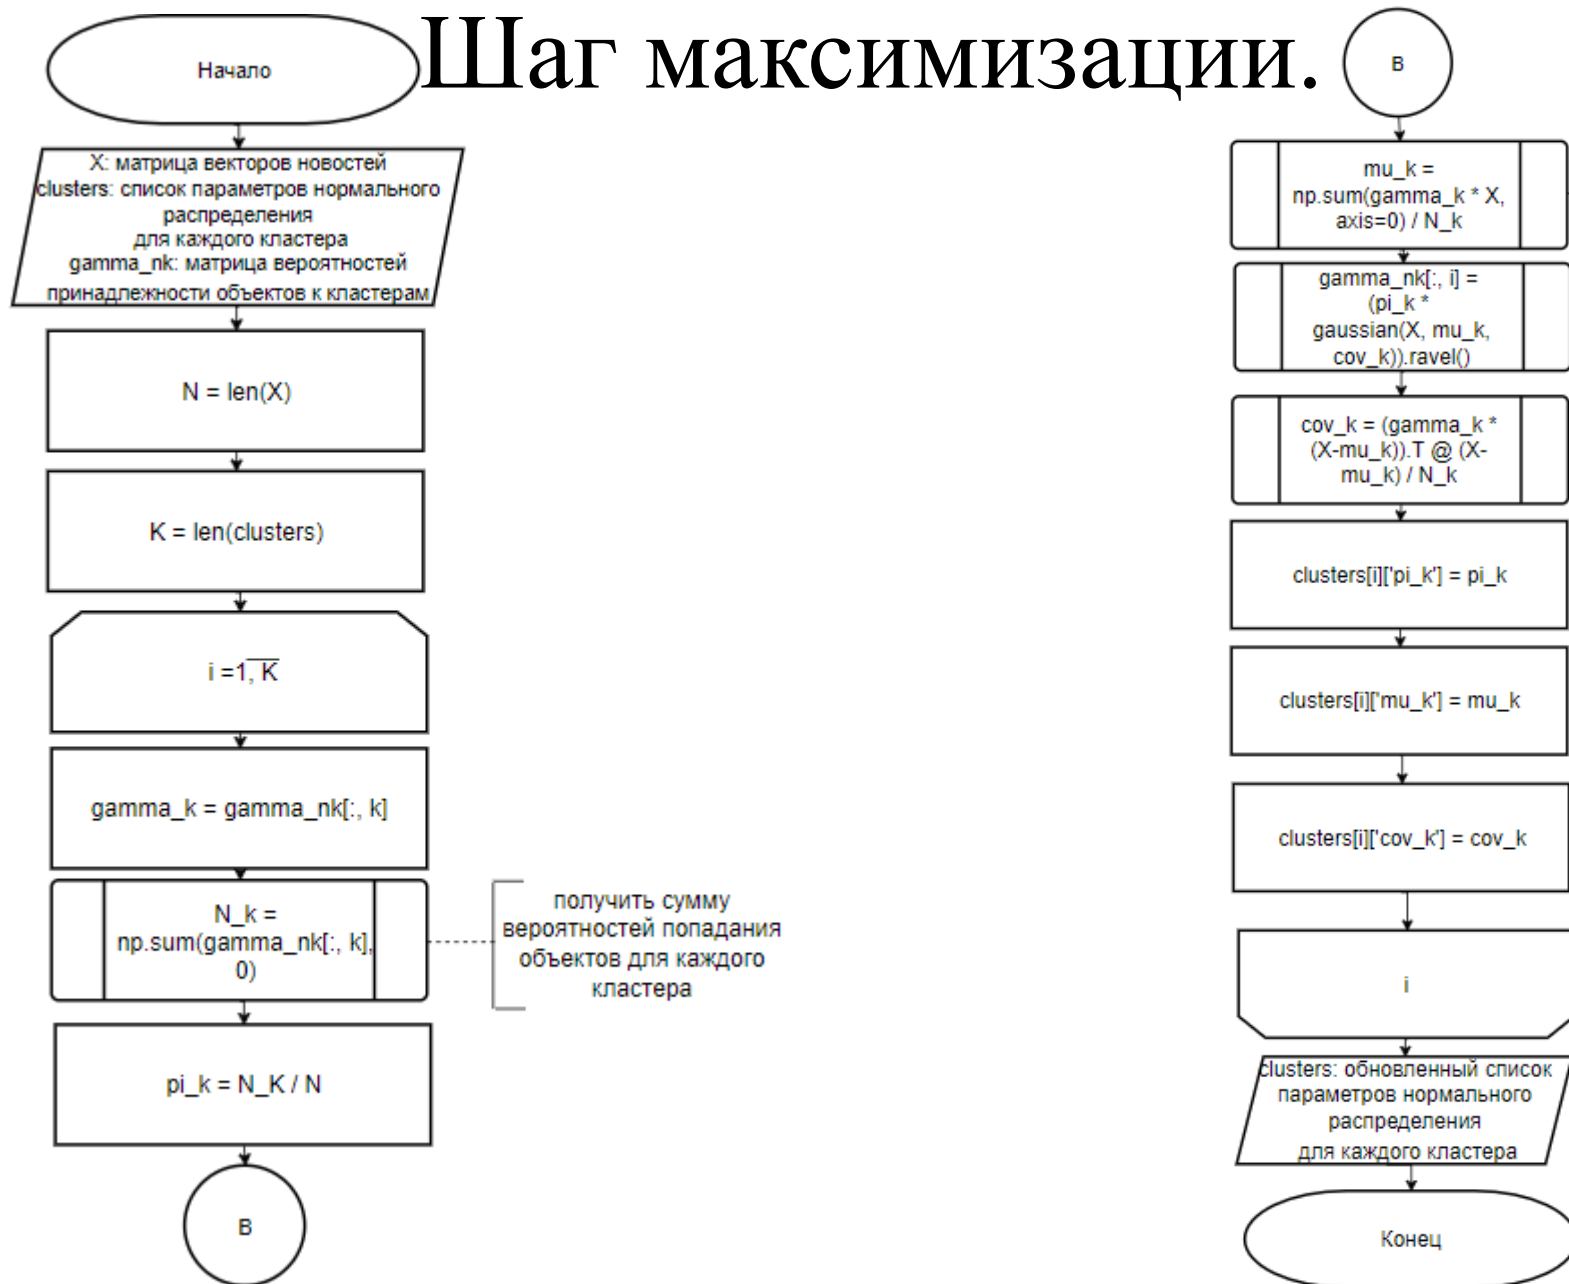 Шаг максимизации.
Начало
X: матрица векторов новостей
clusters: список параметров нормального
распределения
для каждого кластера
gamma_nk: матрица вероятностей
принадлежности объектов к кластерам
N = len(X)
K = len(clusters)
i =1, K
gamma_k = gamma_nk[:, k]
N_k =
np.sum(gamma_nk[:, k],
0)
получить сумму
вероятностей попадания
объектов для каждого
кластера
pi_k = N_K / N
B
B
mu_k =
np.sum(gamma_k * X,
axis=0) / N_k
gamma_nk[:, i] =
(pi_k *
gaussian(X, mu_k,
cov_k)).ravel()
cov_k = (gamma_k *
(X-mu_k)).T @ (X-
mu_k) / N_k
clusters[i]['pi_k'] = pi_k
clusters[i]['mu_k'] = mu_k
clusters[i]['cov_k'] = cov_k
i
clusters: обновленный список
параметров нормального
распределения
для каждого кластера
Конец